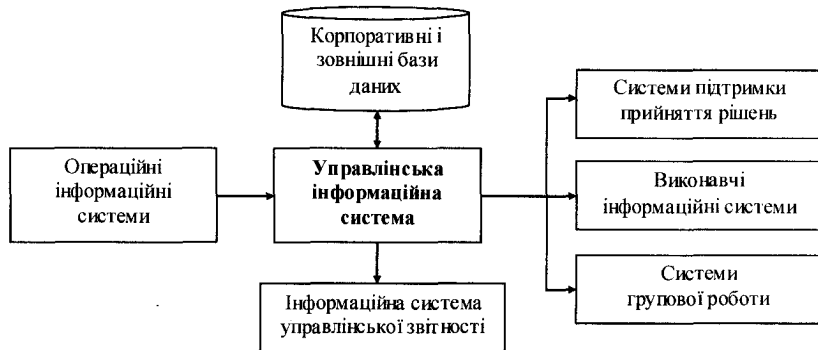 Корпоративні і
зовнішні бази
даних
Системи підтримки
прийняття рішень
Операційні
інформаційні
системи
Управлінська
інформаційна
система
Виконавчі
інформаційні системи
Системи
групової роботи
Інформаційна система
управлінської звітності